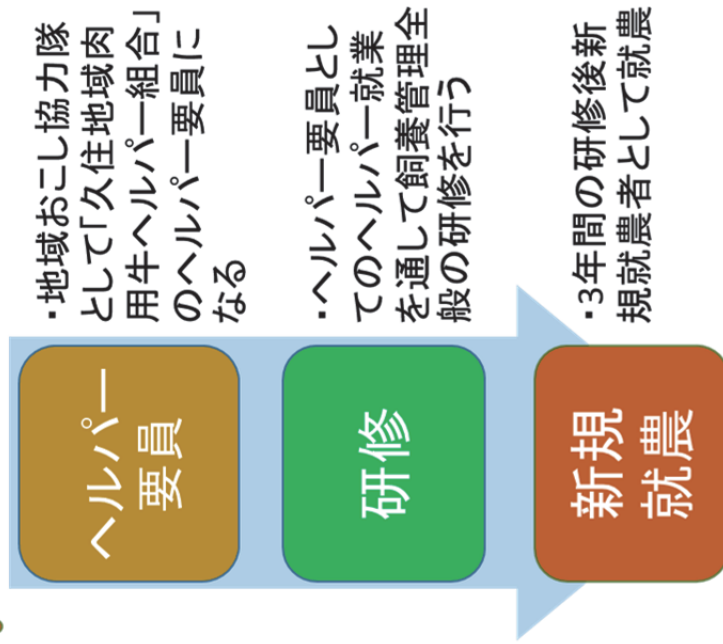 ヘルパー
要員
・地域おこし協力隊
として「久住地域肉
用牛ヘルパー組合」
のヘルパー要員に
なる
研修
・ヘルパー要員とし
てのヘルパー就業
を通して飼養管理全
般の研修を行う
新規
就農
・3年間の研修後新
規就農者として就農